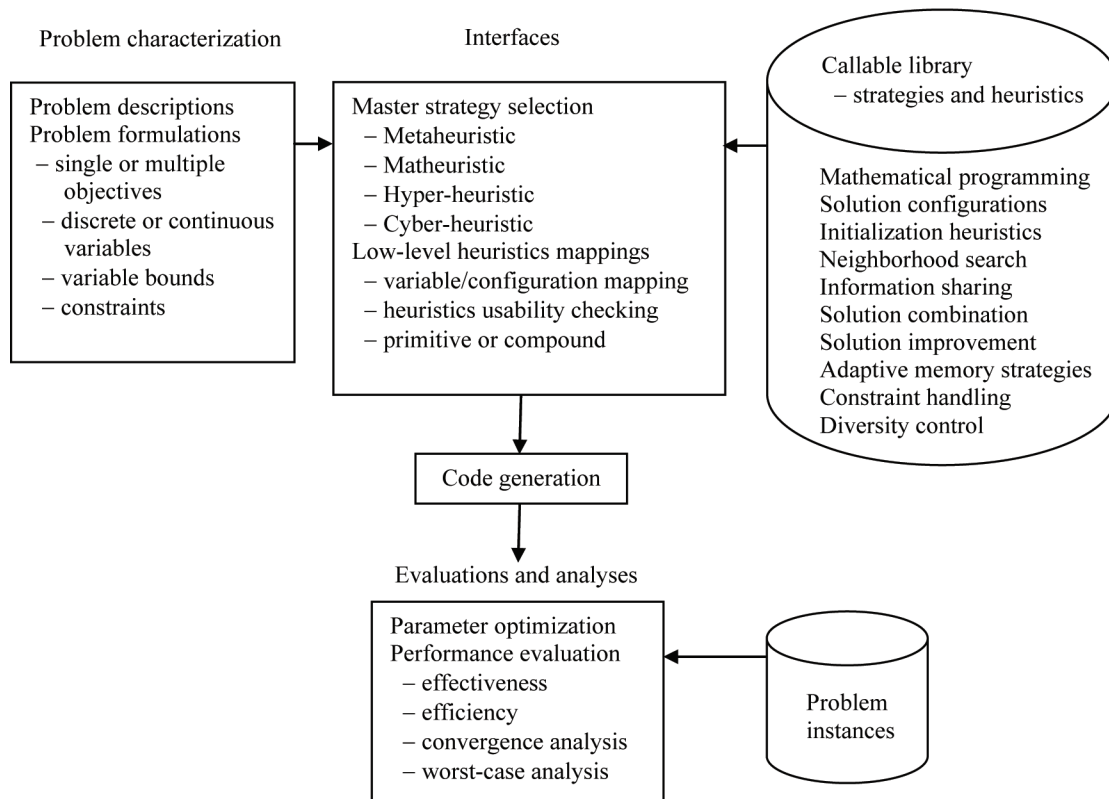 Problem characterization
Problem descriptions
Problem formulations
– single or multiple
objectives
– discrete or continuous
variables
– variable bounds
– constraints
Interfaces
Master strategy selection
– Metaheuristic
– Matheuristic
– Hyper-heuristic
– Cyber-heuristic
Low-level heuristics mappings
– variable/configuration mapping
– heuristics usability checking
– primitive or compound
Callable library
– strategies and heuristics
Mathematical programming
Solution configurations
Initialization heuristics
Neighborhood search
Information sharing
Solution combination
Solution improvement
Adaptive memory strategies
Constraint handling
Diversity control
Code generation
Evaluations and analyses
Parameter optimization
Performance evaluation
– effectiveness
– efficiency
– convergence analysis
– worst-case analysis
Problem
instances